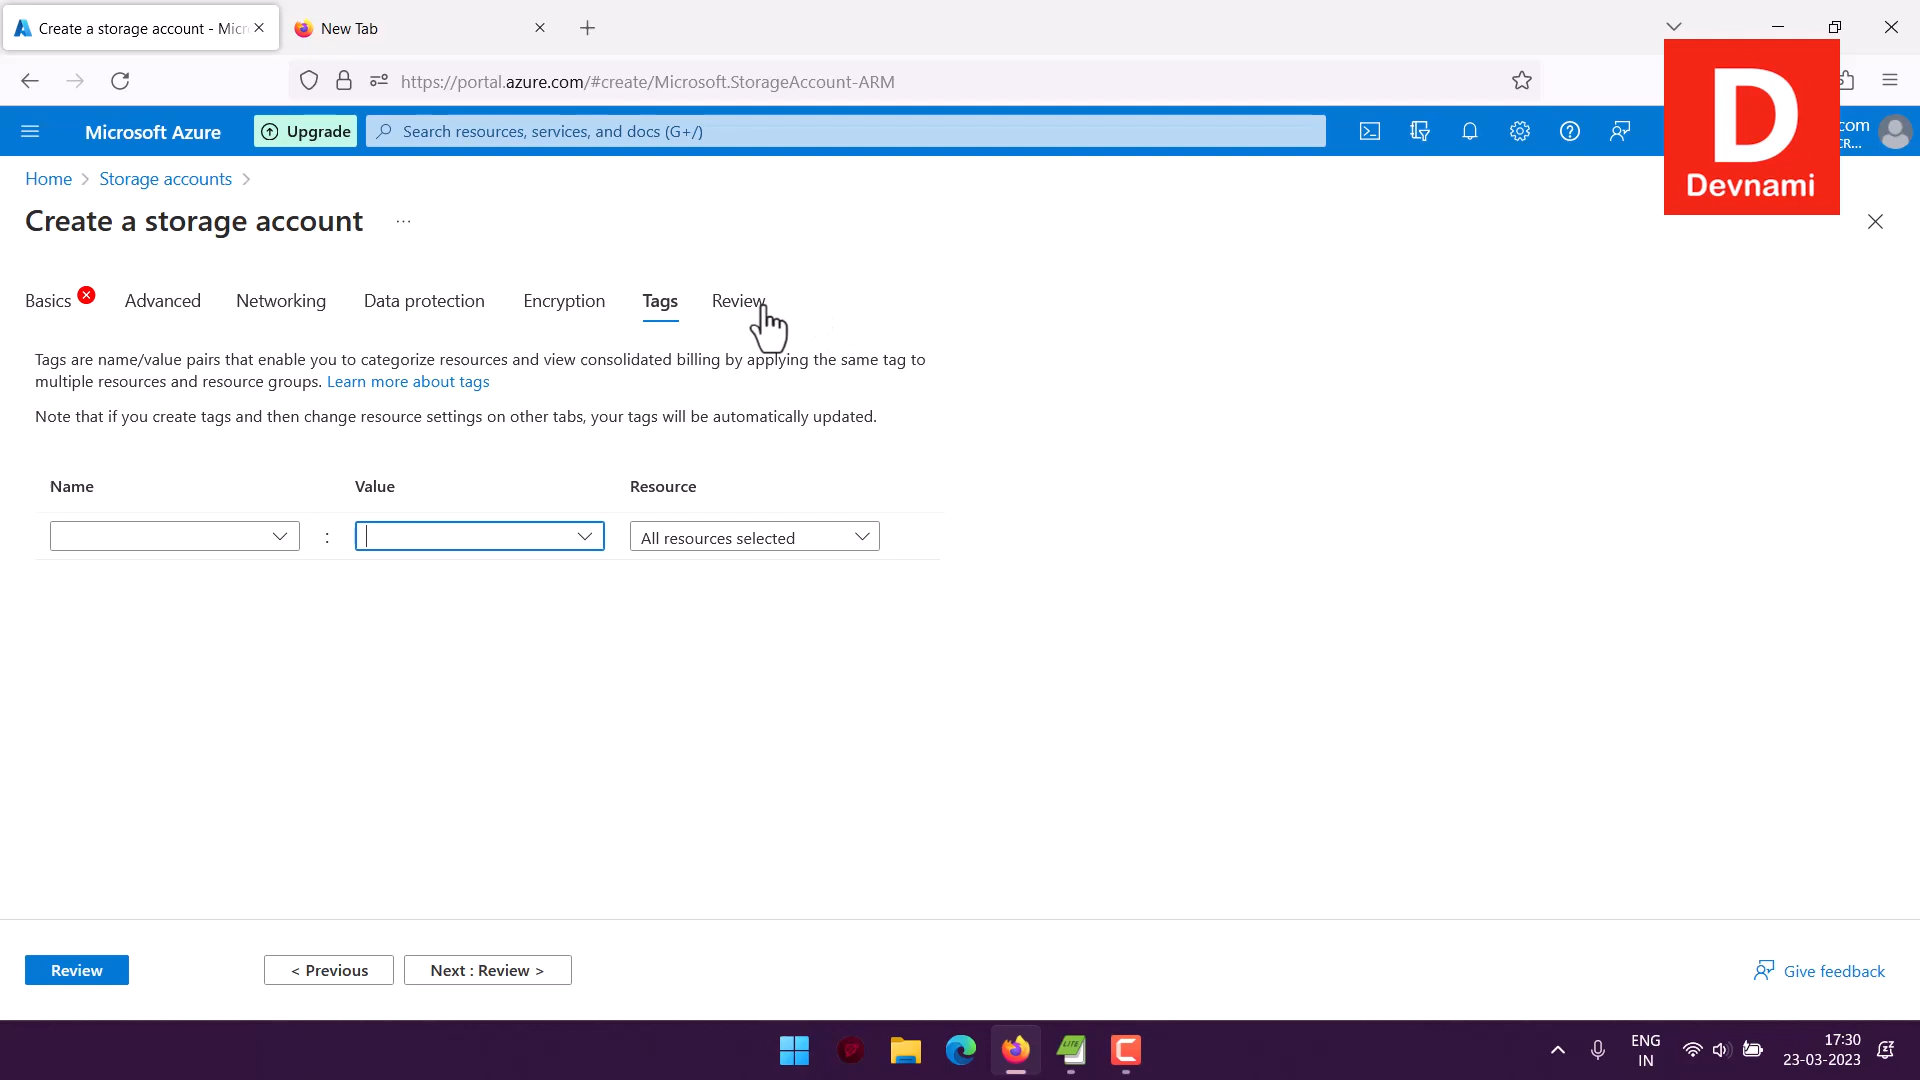 Create a storage account - Micr
New Tab
https://portal.azure.com/#create/Microsoft.StorageAccount-ARM
Microsoft Azure
Upgrade
Search resources, services, and docs (G+/)
com
CR...
D
Devnami
Home > Storage accounts >
Create a storage account ...
Basics
Advanced
Networking
Data protection
Encryption
Tags
Review
Tags are name/value pairs that enable you to categorize resources and view consolidated billing by applying the same tag to
multiple resources and resource groups. Learn more about tags
Note that if you create tags and then change resource settings on other tabs, your tags will be automatically updated.
Name
Value
Resource
:
All resources selected
Review
< Previous
Next : Review >
Give feedback
LITE
C
ENG
IN
17:30
23-03-2023